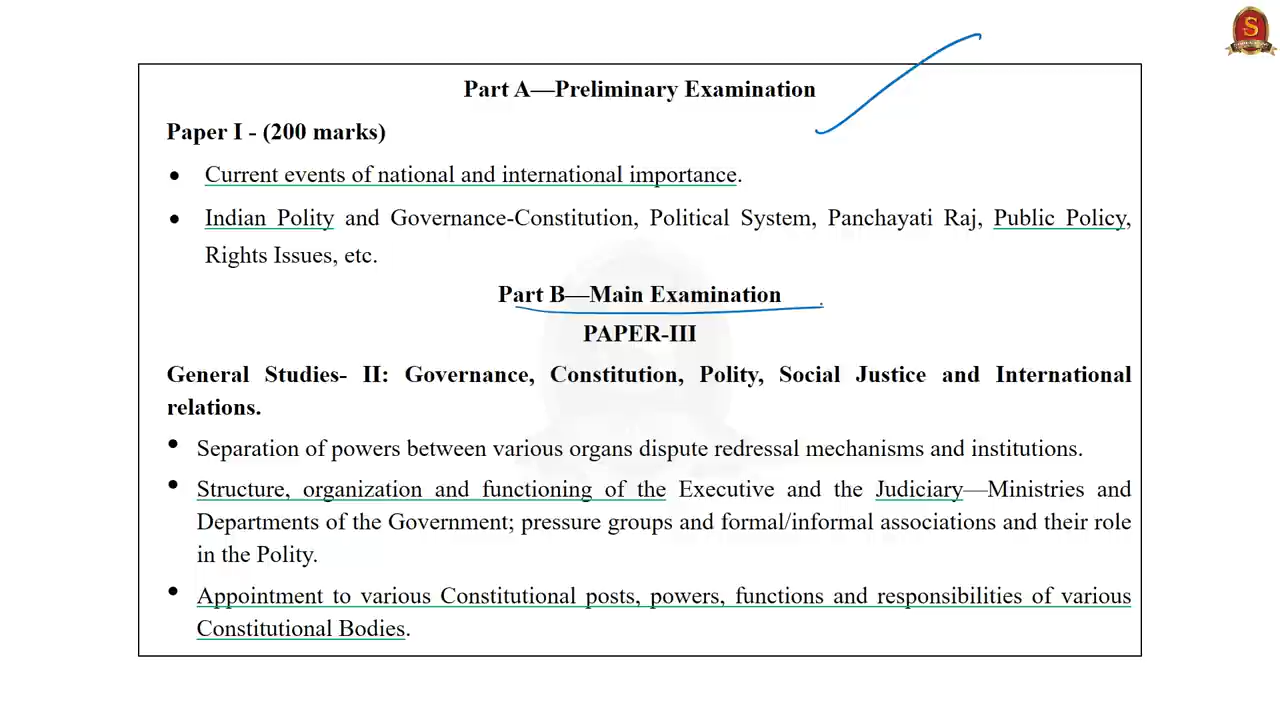 S
Part A—Preliminary Examination
Paper I - (200 marks)
• Current events of national and international importance.
• Indian Polity and Governance-Constitution, Political System, Panchayati Raj, Public Policy,
Rights Issues, etc.
Part B—Main Examination
PAPER-III
General Studies- II: Governance, Constitution, Polity, Social Justice and International
relations.
• Separation of powers between various organs dispute redressal mechanisms and institutions.
• Structure, organization and functioning of the Executive and the Judiciary—Ministries and
Departments of the Government; pressure groups and formal/informal associations and their role
in the Polity.
• Appointment to various Constitutional posts, powers, functions and responsibilities of various
Constitutional Bodies.